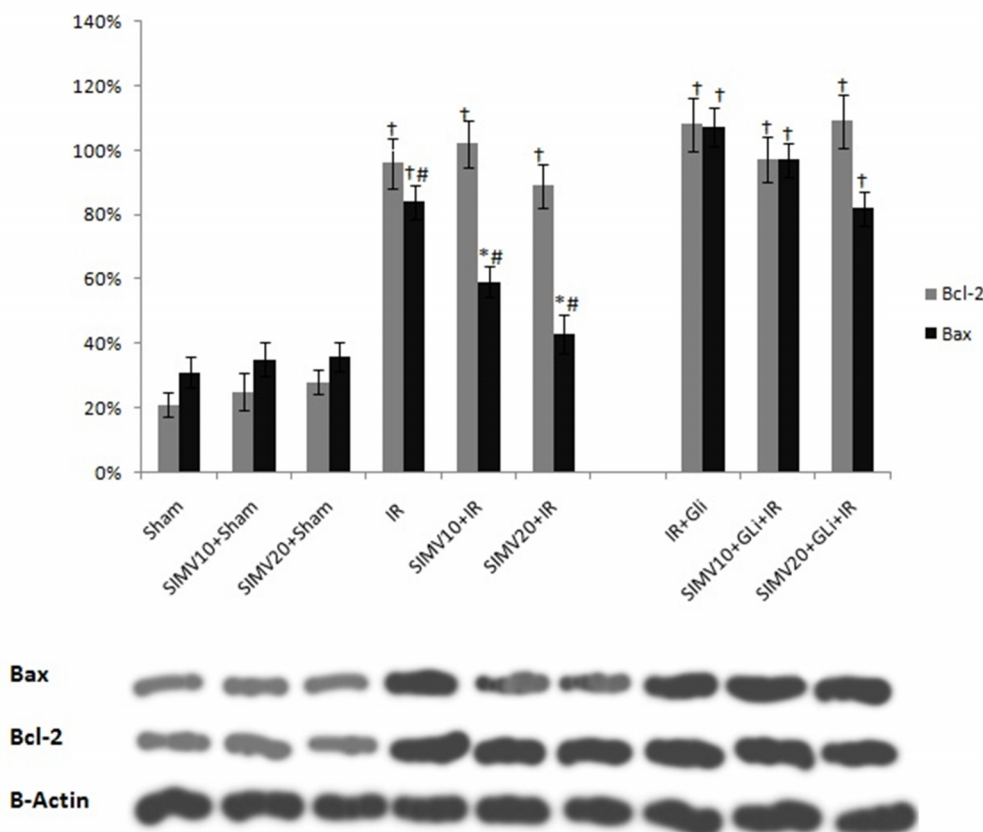 140%
120%
100%
80%
60%
40%
20%
0%
†
†#
†
*#
†
*#
†
†
†
†
†
†
Bcl-2
Bax
Sham
SIMV10+Sham
SIMV20+Sham
IR
SIMV10+IR
SIMV20+IR
IR+Gli
SIMV10+GLi+IR
SIMV20+GLi+IR
Bax
Bcl-2
B-Actin